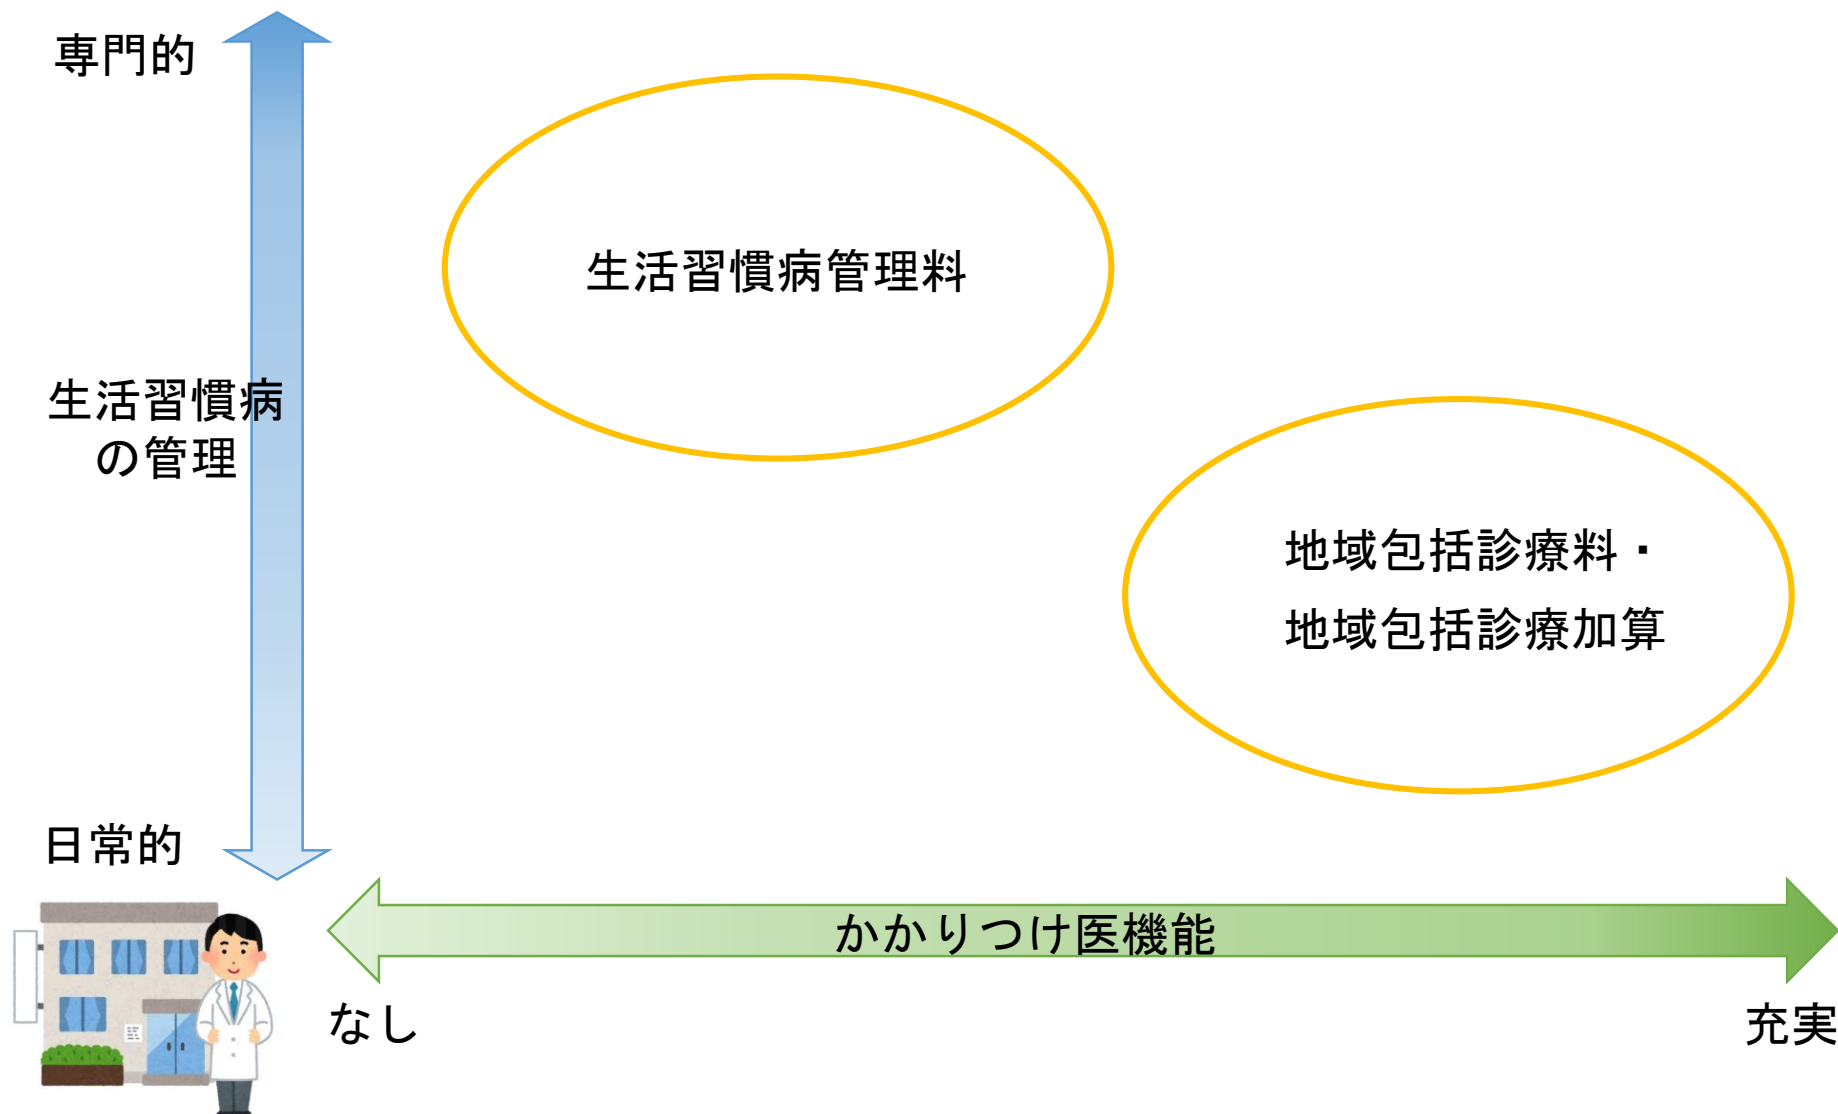 専門的
生活習慣病管理料
生活習慣病
の管理
地域包括診療料・
地域包括診療加算
日常的
かかりつけ医機能
なし
充実